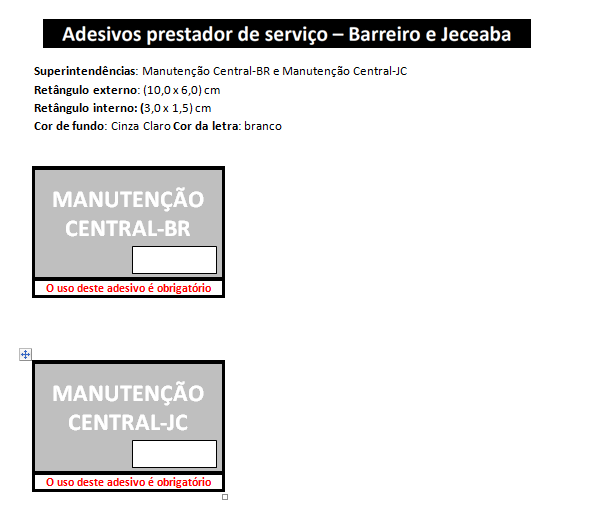 Adesivos prestador de serviço – Barreiro e Jeceaba
Superintendências: Manutenção Central-BR e Manutenção Central-JC
Retângulo externo: (10,0 x 6,0) cm
Retângulo interno: (3,0 x 1,5) cm
Cor de fundo: Cinza Claro Cor da letra: branco
MANUTENÇÃO
CENTRAL-BR
O uso deste adesivo é obrigatório
MANUTENÇÃO
CENTRAL-JC
O uso deste adesivo é obrigatório